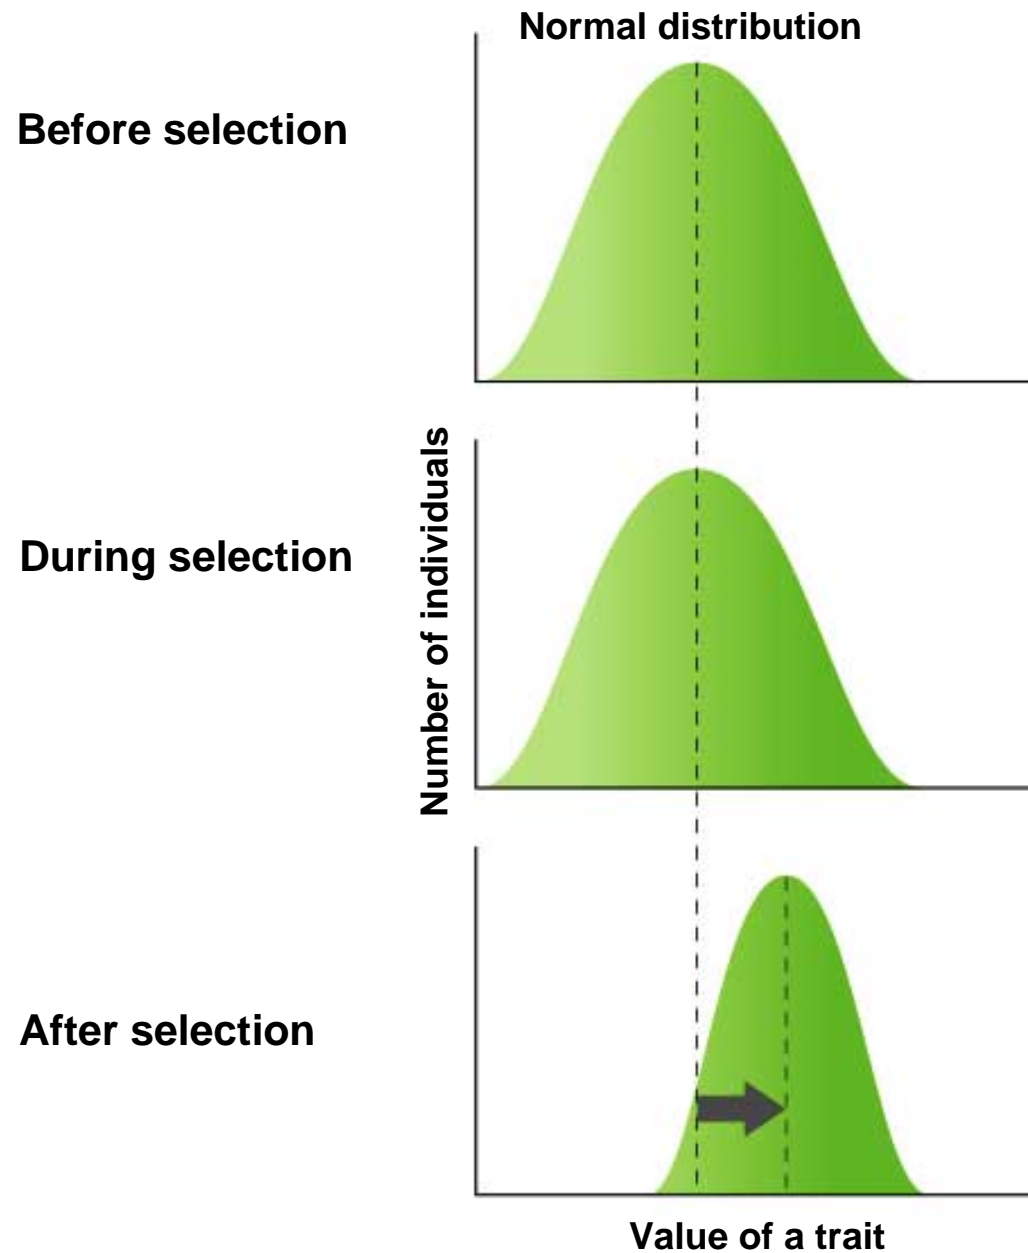 Normal distribution
Before selection
During selection
Number of individuals
After selection
Value of a trait